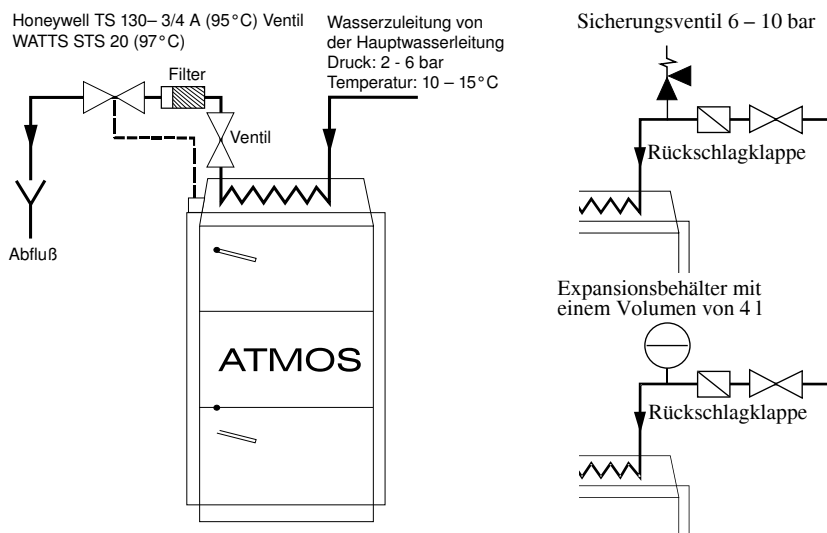 Honeywell TS 130– 3/4 A (95°C) Ventil
WATTS STS 20 (97°C)
Filter
Ventil
Abfluß
Wasserzuleitung von
der Hauptwasserleitung
Druck: 2 - 6 bar
Temperatur: 10 – 15°C
ATMOS
Sicherungsventil 6 – 10 bar
Rückschlagklappe
Expansionsbehälter mit
einem Volumen von 4 l
Rückschlagklappe